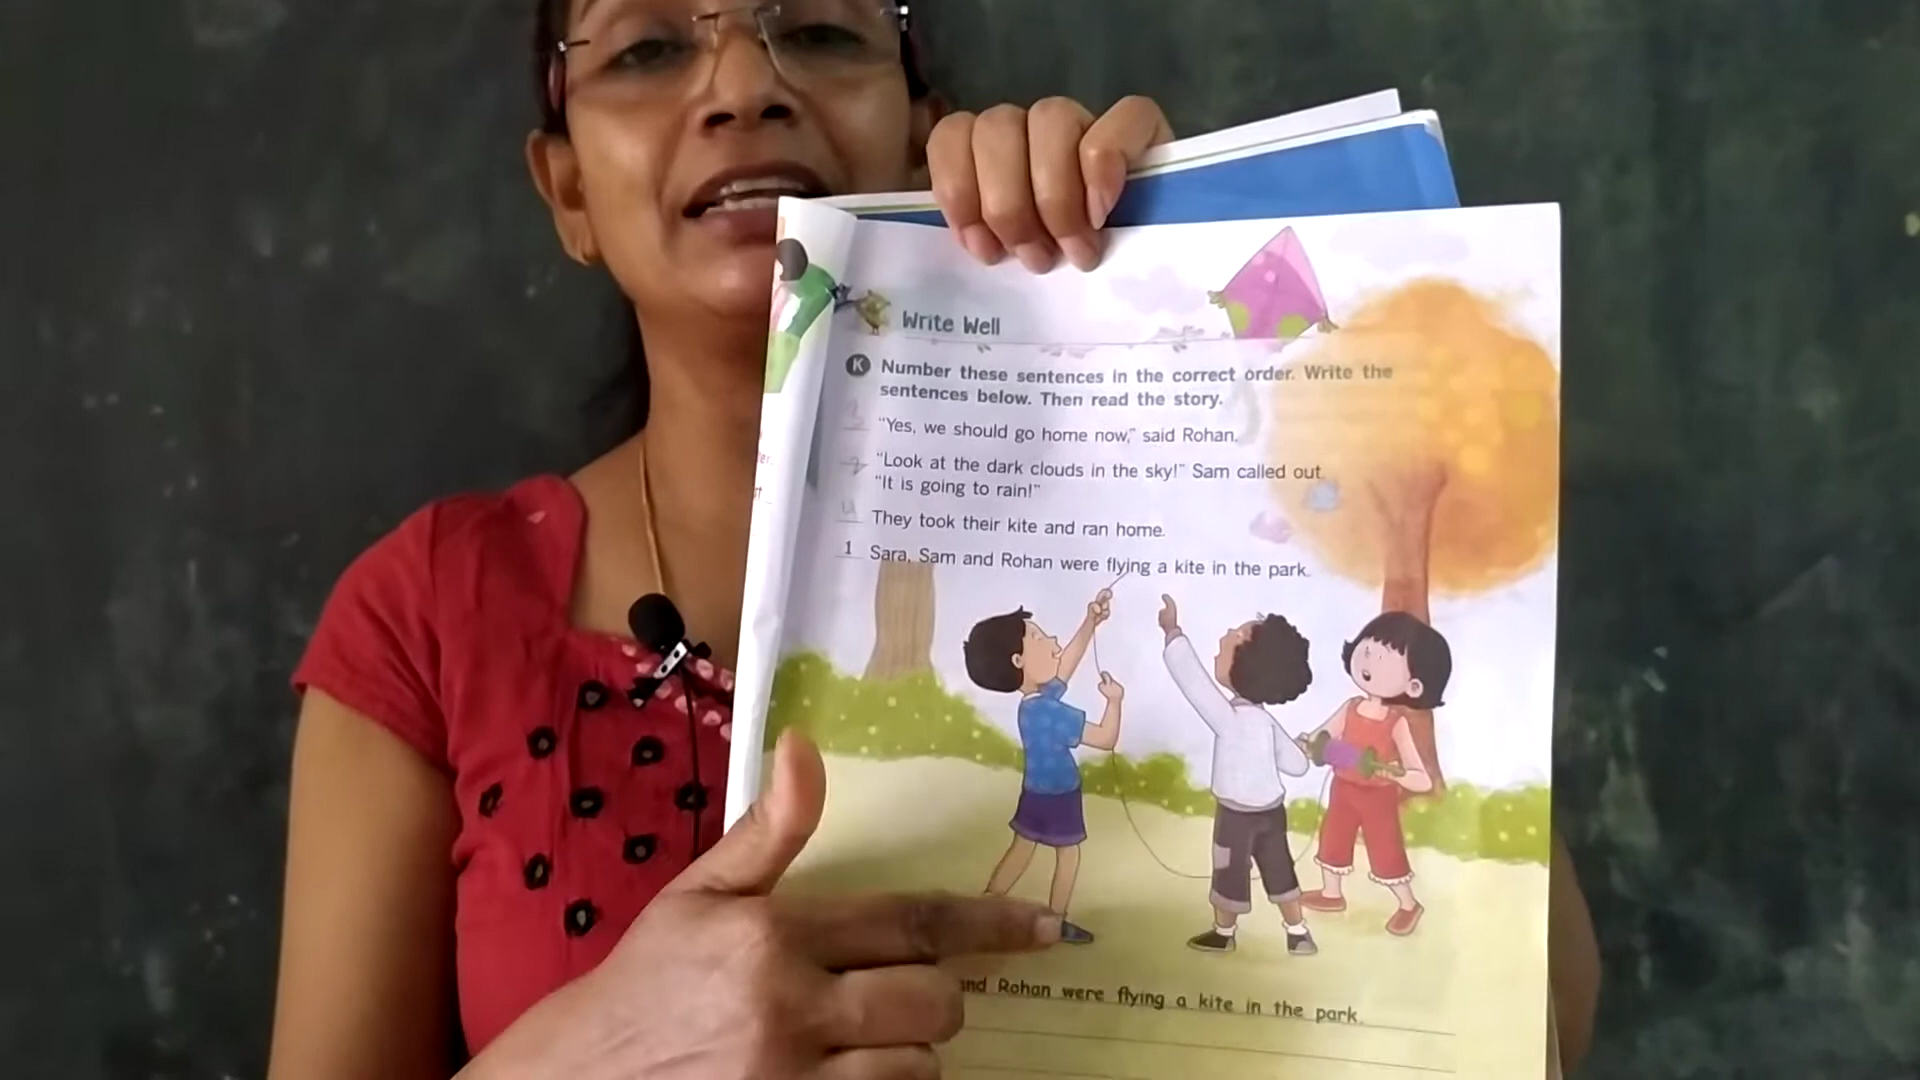 Write Well
K Number these sentences in the correct order. Write the
sentences below. Then read the story.
3 "Yes, we should go home now," said Rohan.
2 "Look at the dark clouds in the sky!" Sam called out.
"It is going to rain!"
4 They took their kite and ran home.
1 Sara, Sam and Rohan were flying a kite in the park.
and Rohan were flying a kite in the park.